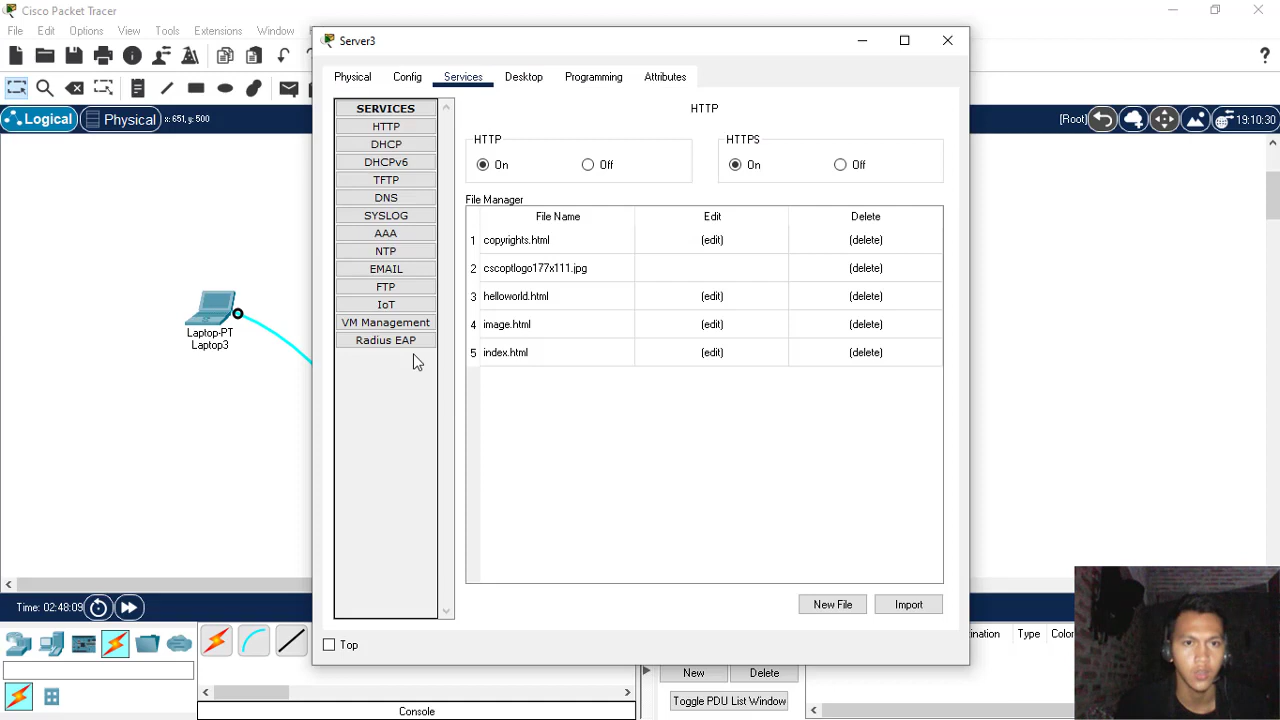 Cisco Packet Tracer
File Edit Options View Tools Extensions Window
Logical Physical x: 651, y: 500
[Root] 19:10:30
Server3
Physical Config Services Desktop Programming Attributes
SERVICES
HTTP
DHCP
DHCPv6
TFTP
DNS
SYSLOG
AAA
NTP
EMAIL
FTP
IoT
VM Management
Radius EAP
HTTP
HTTP HTTPS
On Off On Off
File Manager
File Name Edit Delete
1 copyrights.html (edit) (delete)
2 cscoptlogo177x111.jpg (delete)
3 helloworld.html (edit) (delete)
4 image.html (edit) (delete)
5 index.html (edit) (delete)
New File Import
Top
Laptop-PT
Laptop3
Time: 02:48:09
ination Type Color
New Delete
Toggle PDU List Window
Console